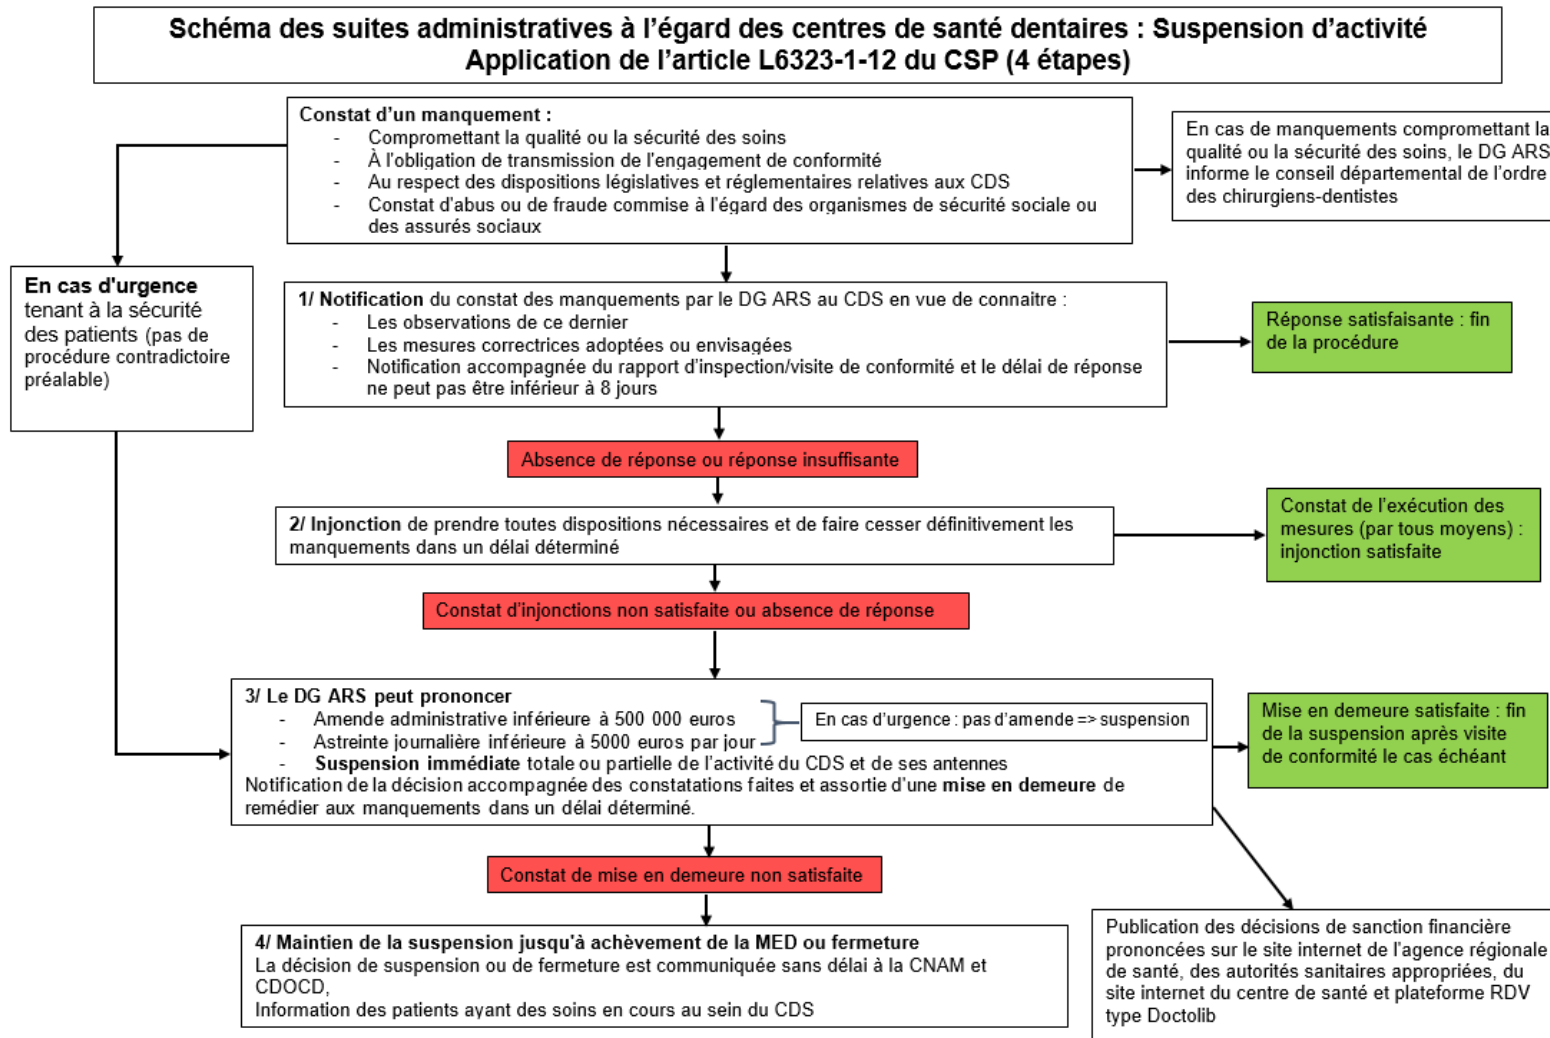 Schéma des suites administratives à l'égard des centres de santé dentaires : Suspension d'activité
Application de l'article L6323-1-12 du CSP (4 étapes)
Constat d'un manquement :
- Compromettant la qualité ou la sécurité des soins
- À l'obligation de transmission de l'engagement de conformité
- Au respect des dispositions législatives et réglementaires relatives aux CDS
- Constat d'abus ou de fraude commise à l'égard des organismes de sécurité sociale ou
des assurés sociaux
En cas de manquements compromettant la
qualité ou la sécurité des soins, le DG ARS
informe le conseil départemental de l'ordre
des chirurgiens-dentistes
En cas d'urgence
tenant à la sécurité
des patients (pas de
procédure contradictoire
préalable)
1/ Notification du constat des manquements par le DG ARS au CDS en vue de connaitre :
- Les observations de ce dernier
- Les mesures correctrices adoptées ou envisagées
- Notification accompagnée du rapport d'inspection/visite de conformité et le délai de réponse
ne peut pas être inférieur à 8 jours
Réponse satisfaisante : fin
de la procédure
Absence de réponse ou réponse insuffisante
2/ Injonction de prendre toutes dispositions nécessaires et de faire cesser définitivement les
manquements dans un délai déterminé
Constat de l'exécution des
mesures (par tous moyens) :
injonction satisfaite
Constat d'injonctions non satisfaite ou absence de réponse
3/ Le DG ARS peut prononcer
- Amende administrative inférieure à 500 000 euros
- Astreinte journalière inférieure à 5000 euros par jour
- Suspension immédiate totale ou partielle de l'activité du CDS et de ses antennes
Notification de la décision accompagnée des constatations faites et assortie d'une mise en demeure de
remédier aux manquements dans un délai déterminé.
En cas d'urgence : pas d'amende => suspension
Mise en demeure satisfaite : fin
de la suspension après visite
de conformité le cas échéant
Constat de mise en demeure non satisfaite
4/ Maintien de la suspension jusqu'à achèvement de la MED ou fermeture
La décision de suspension ou de fermeture est communiquée sans délai à la CNAM et
CDOCD,
Information des patients ayant des soins en cours au sein du CDS
Publication des décisions de sanction financière
prononcées sur le site internet de l'agence régionale
de santé, des autorités sanitaires appropriées, du
site internet du centre de santé et plateforme RDV
type Doctolib